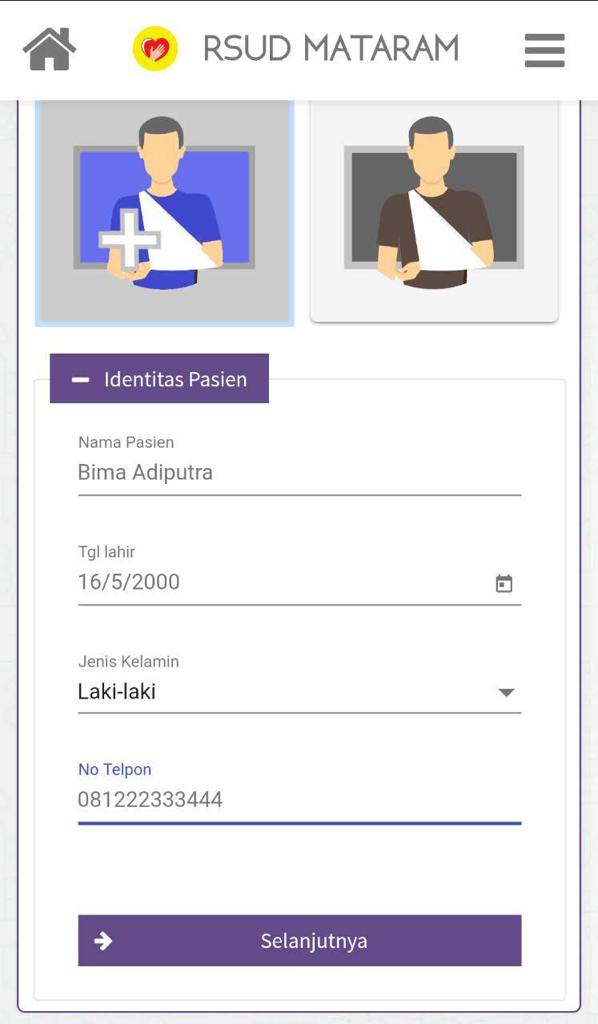 RSUD MATARAM
Identitas Pasien
Nama Pasien
Bima Adiputra
Tgl lahir
16/5/2000
Jenis Kelamin
Laki-laki
No Telpon
081222333444
Selanjutnya